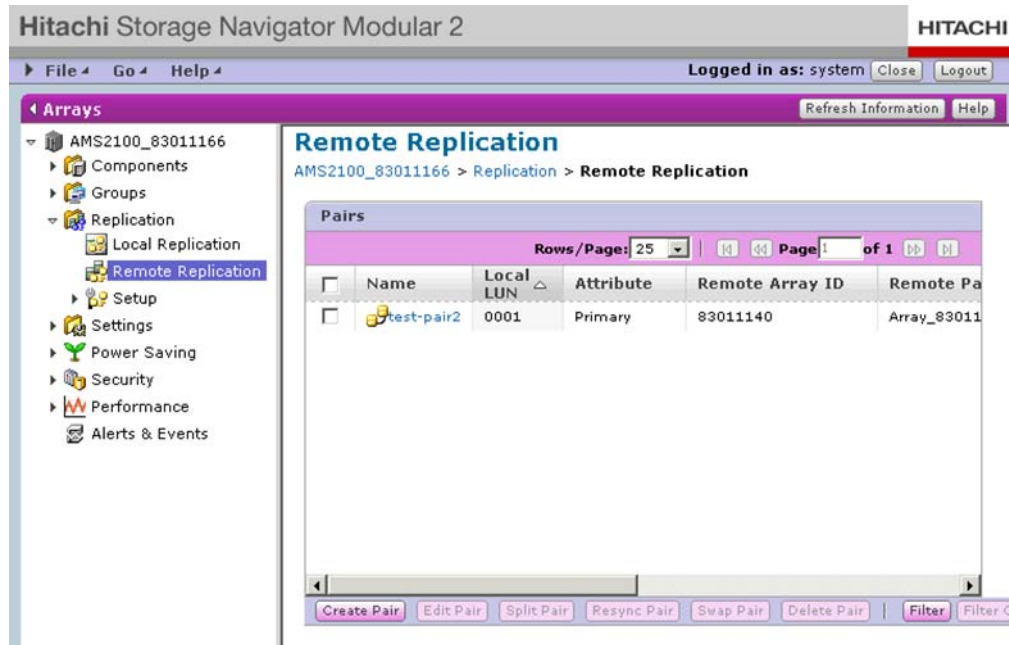 Hitachi Storage Navigator Modular 2
HITACHI
File Go Help
Logged in as: system Close Logout
Arrays
Refresh Information Help
AMS2100_83011166
Components
Groups
Replication
Local Replication
Remote Replication
Setup
Settings
Power Saving
Security
Performance
Alerts & Events
Remote Replication
AMS2100_83011166 > Replication > Remote Replication
Pairs
Rows/Page: 25 | Page 1 of 1
Name Local LUN Attribute Remote Array ID Remote Pa
test-pair2 0001 Primary 83011140 Array_83011
Create Pair Edit Pair Split Pair Resync Pair Swap Pair Delete Pair | Filter Filter